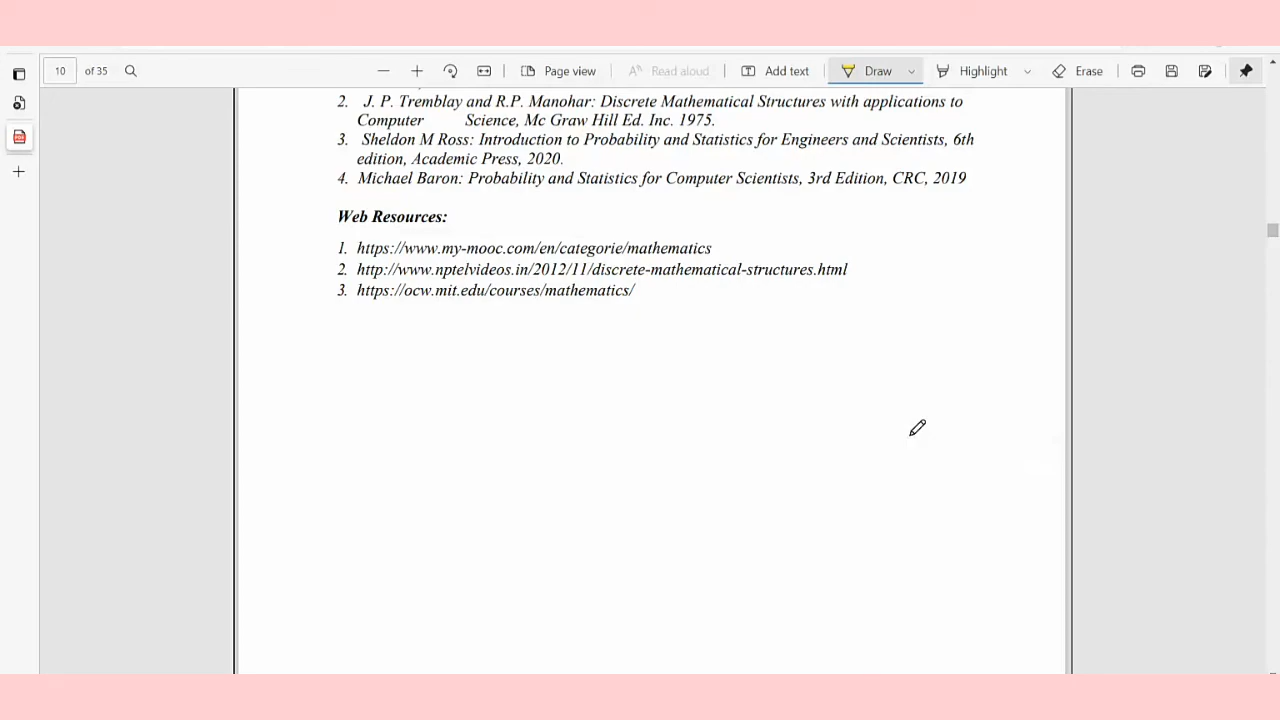 10 of 35 Page view Read aloud Add text Draw Highlight Erase
2. J. P. Tremblay and R.P. Manohar: Discrete Mathematical Structures with applications to
Computer Science, Mc Graw Hill Ed. Inc. 1975.
3. Sheldon M Ross: Introduction to Probability and Statistics for Engineers and Scientists, 6th
edition, Academic Press, 2020.
4. Michael Baron: Probability and Statistics for Computer Scientists, 3rd Edition, CRC, 2019
Web Resources:
1. https://www.my-mooc.com/en/categorie/mathematics
2. http://www.nptelvideos.in/2012/11/discrete-mathematical-structures.html
3. https://ocw.mit.edu/courses/mathematics/